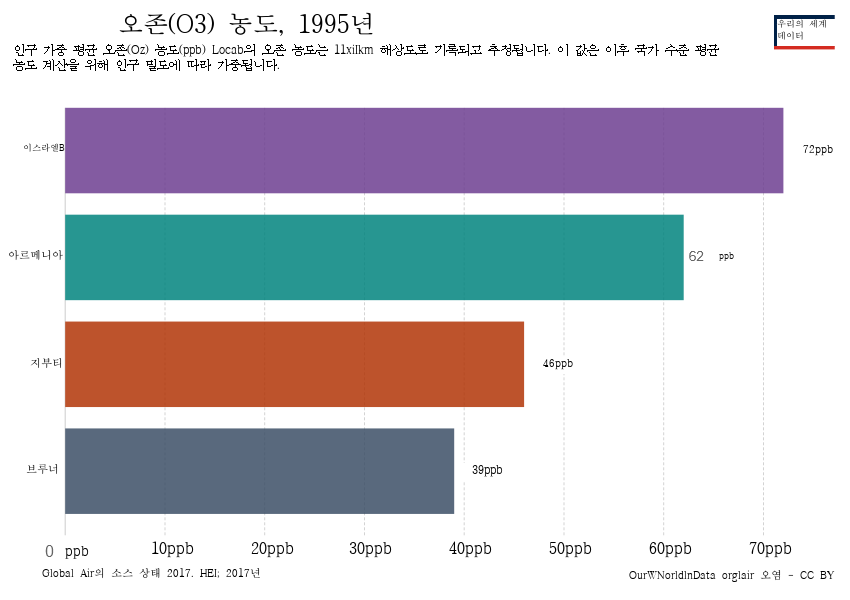 오존(O3) 농도, 1995년
우리의 세계
데이터
인구 가중 평균 오존(Oz) 농도(ppb) Locab의 오존 농도는 11xilkm 해상도로 기록되고 추정됩니다. 이 값은 이후 국가 수준 평균
농도 계산을 위해 인구 밀도에 따라 가중됩니다.
이스라엘B 72ppb
아르메니아 62 ppb
지부티 46ppb
브루너 39ppb
0 ppb 10ppb 20ppb 30ppb 40ppb 50ppb 60ppb 70ppb
Global Air의 소스 상태 2017. HEI; 2017년
OurWNorldlnData orglair 오염 - CC BY